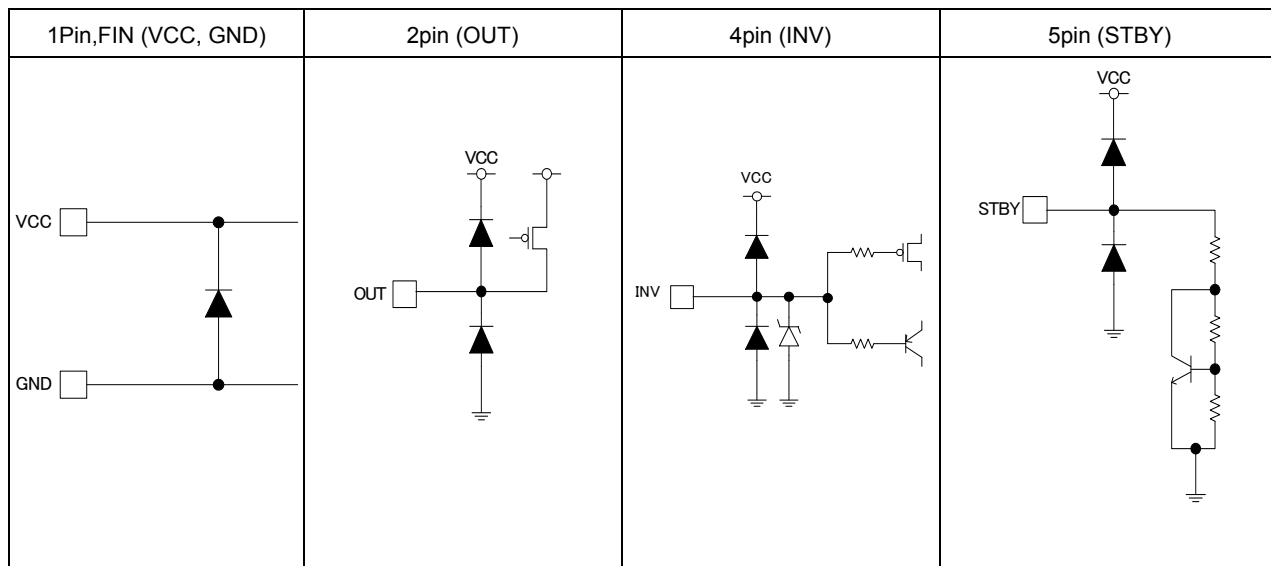 1Pin,FIN (VCC, GND)
2pin (OUT)
4pin (INV)
5pin (STBY)
VCC
GND
VCC
OUT
VCC
INV
VCC
STBY